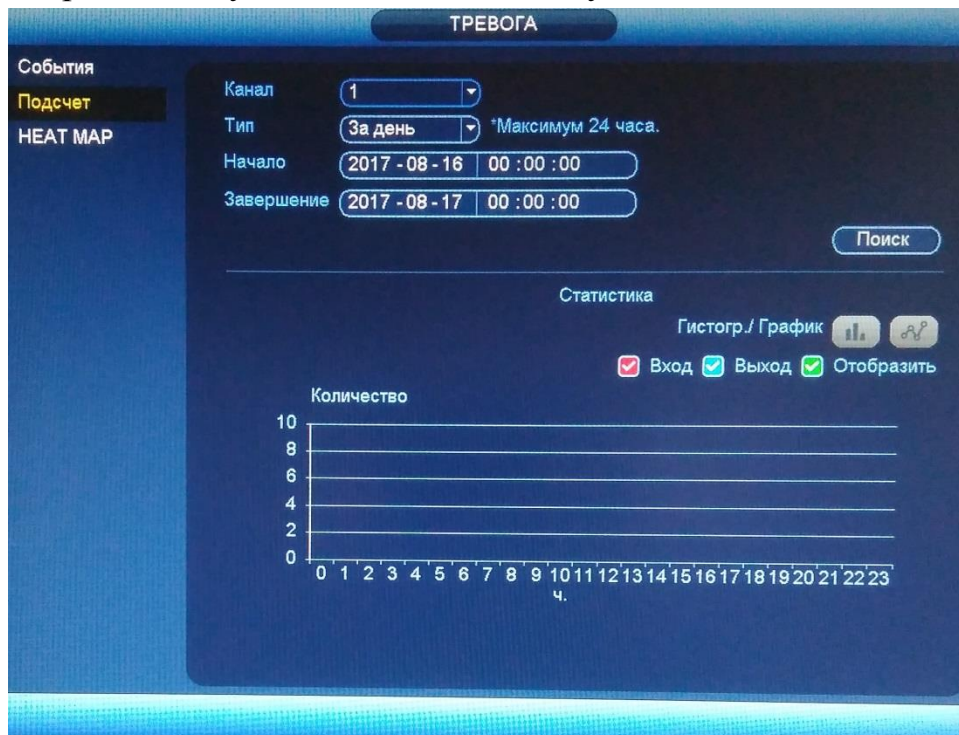 ТРЕВОГА
События
Подсчет
HEAT MAP
Канал 1
Тип За день *Максимум 24 часа.
Начало 2017 - 08 - 16 00 : 00 : 00
Завершение 2017 - 08 - 17 00 : 00 : 00
Поиск
Статистика
Гистогр./ График
Вход Выход Отобразить
Количество
10
8
6
4
2
0
0 1 2 3 4 5 6 7 8 9 10 11 12 13 14 15 16 17 18 19 20 21 22 23
ч.